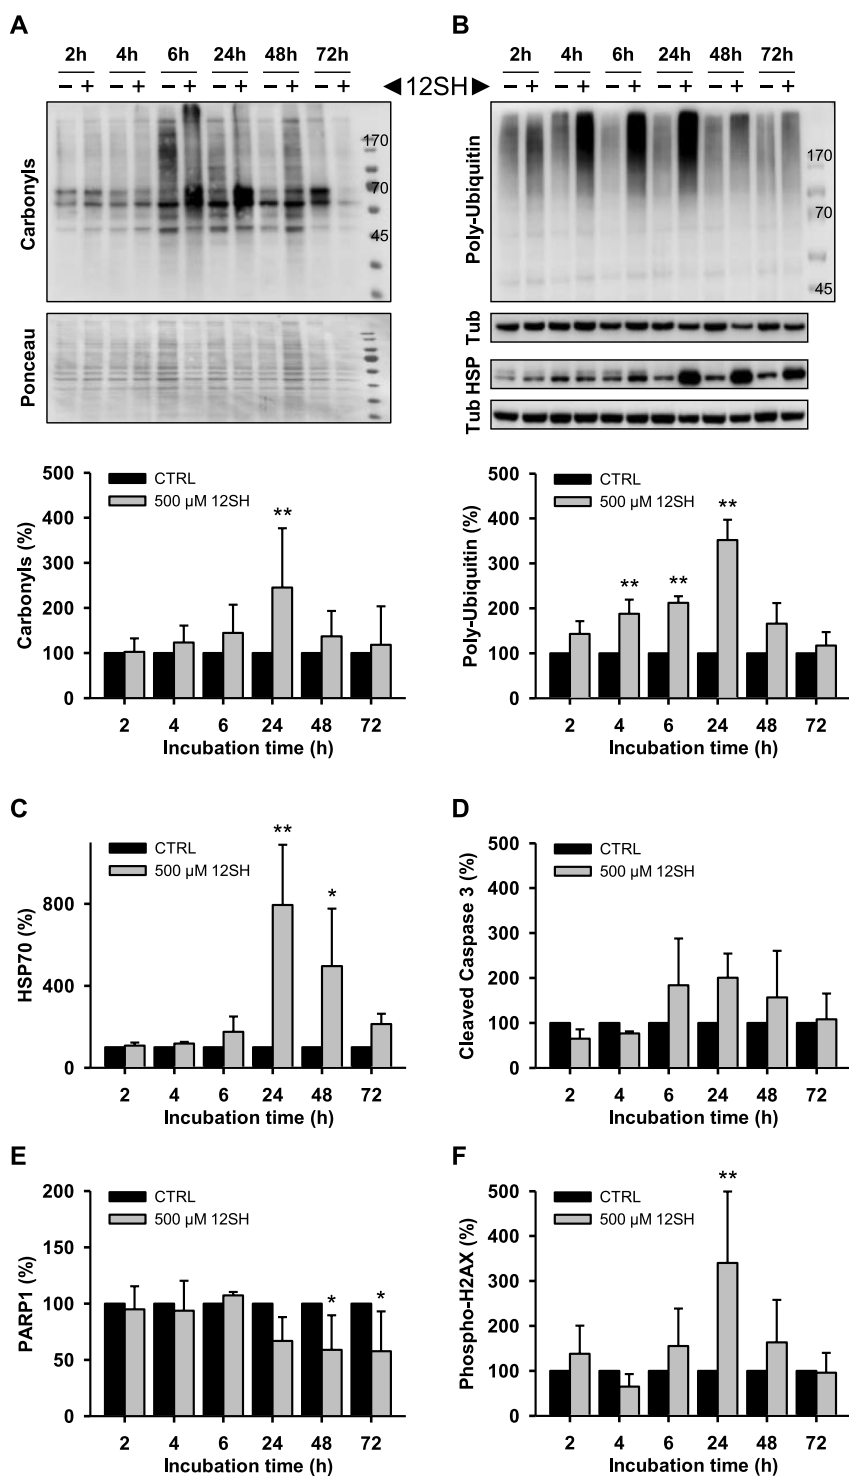 A
2h 4h 6h 24h 48h 72h
− + − + − + − + − + − +
◄12SH►
Carbonyls
170
70
45
Ponceau
B
2h 4h 6h 24h 48h 72h
− + − + − + − + − + − +
Poly-Ubiquitin
170
70
45
Tub
HSP
Tub
Carbonyls (%)
500
400
300
200
100
0
CTRL
500 µM 12SH
**
2 4 6 24 48 72
Incubation time (h)
Poly-Ubiquitin (%)
500
400
300
200
100
0
CTRL
500 µM 12SH
** ** **
2 4 6 24 48 72
Incubation time (h)
C
HSP70 (%)
800
400
0
CTRL
500 µM 12SH
** *
2 4 6 24 48 72
Incubation time (h)
D
Cleaved Caspase 3 (%)
500
400
300
200
100
0
CTRL
500 µM 12SH
2 4 6 24 48 72
Incubation time (h)
E
PARP1 (%)
200
150
100
50
0
CTRL
500 µM 12SH
* *
2 4 6 24 48 72
Incubation time (h)
F
Phospho-H2AX (%)
500
400
300
200
100
0
CTRL
500 µM 12SH
**
2 4 6 24 48 72
Incubation time (h)